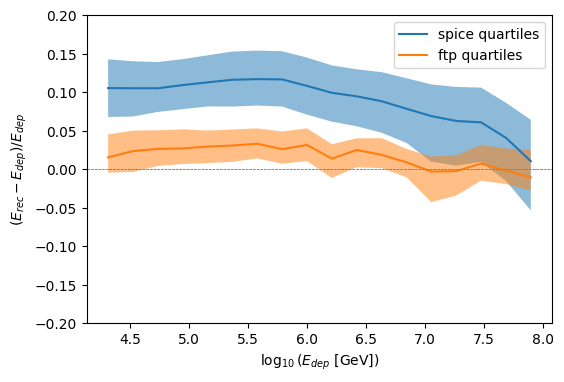 0.20
0.15
0.10
0.05
0.00
−0.05
−0.10
−0.15
−0.20
(E_rec − E_dep)/E_dep
spice quartiles
ftp quartiles
4.5 5.0 5.5 6.0 6.5 7.0 7.5 8.0
log₁₀(E_dep [GeV])